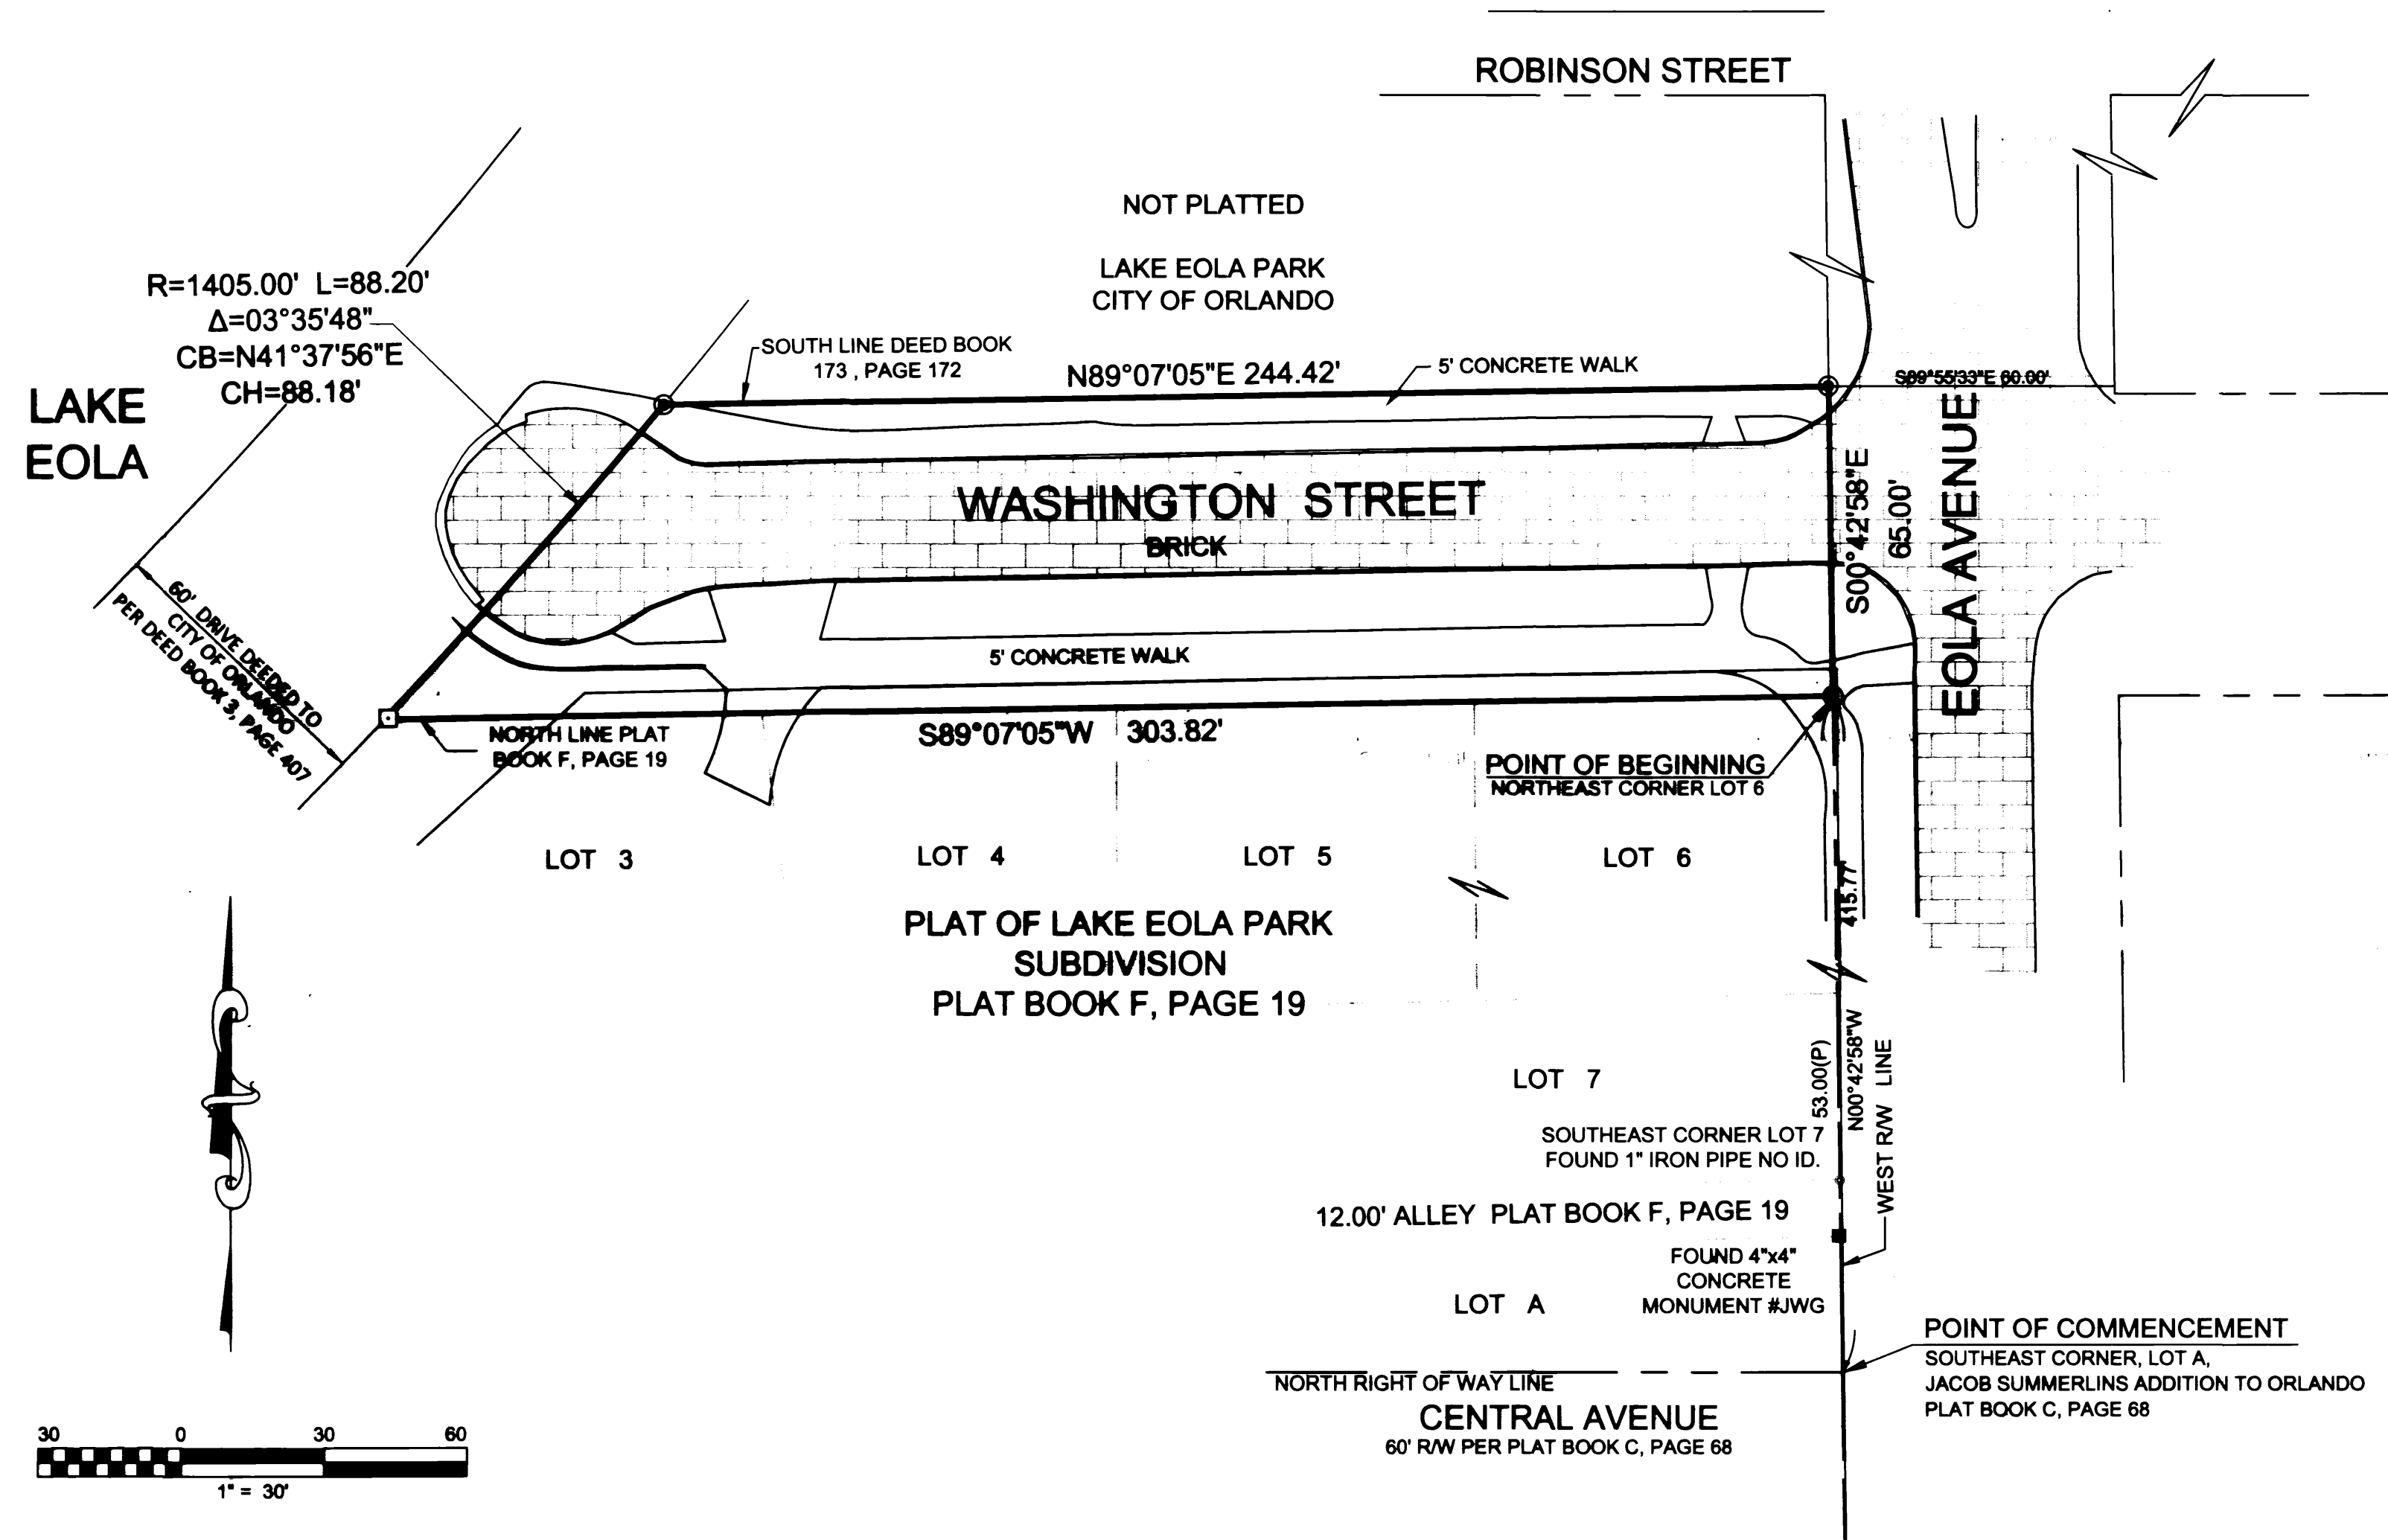 ROBINSON STREET
NOT PLATTED
LAKE EOLA PARK
CITY OF ORLANDO
R=1405.00' L=88.20'
Δ=03°35'48"
CB=N41°37'56"E
CH=88.18'
LAKE
EOLA
SOUTH LINE DEED BOOK
173 , PAGE 172
N89°07'05"E 244.42'
5' CONCRETE WALK
S89°55'33"E 60.00'
WASHINGTON STREET
BRICK
S00°42'58"E
65.00'
EOLA AVENUE
60' DRIVE DEEDED TO
CITY OF ORLANDO
PER DEED BOOK 3, PAGE 407
5' CONCRETE WALK
NORTH LINE PLAT
BOOK F, PAGE 19
S89°07'05"W 303.82'
POINT OF BEGINNING
NORTHEAST CORNER LOT 6
LOT 3
LOT 4
LOT 5
LOT 6
415.77'
PLAT OF LAKE EOLA PARK
SUBDIVISION
PLAT BOOK F, PAGE 19
LOT 7
53.00(P)
N00°42'58"W
WEST R/W LINE
SOUTHEAST CORNER LOT 7
FOUND 1" IRON PIPE NO ID.
12.00' ALLEY PLAT BOOK F, PAGE 19
FOUND 4"x4"
CONCRETE
MONUMENT #JWG
LOT A
POINT OF COMMENCEMENT
SOUTHEAST CORNER, LOT A,
JACOB SUMMERLINS ADDITION TO ORLANDO
PLAT BOOK C, PAGE 68
NORTH RIGHT OF WAY LINE
CENTRAL AVENUE
60' R/W PER PLAT BOOK C, PAGE 68
30 0 30 60
1" = 30'